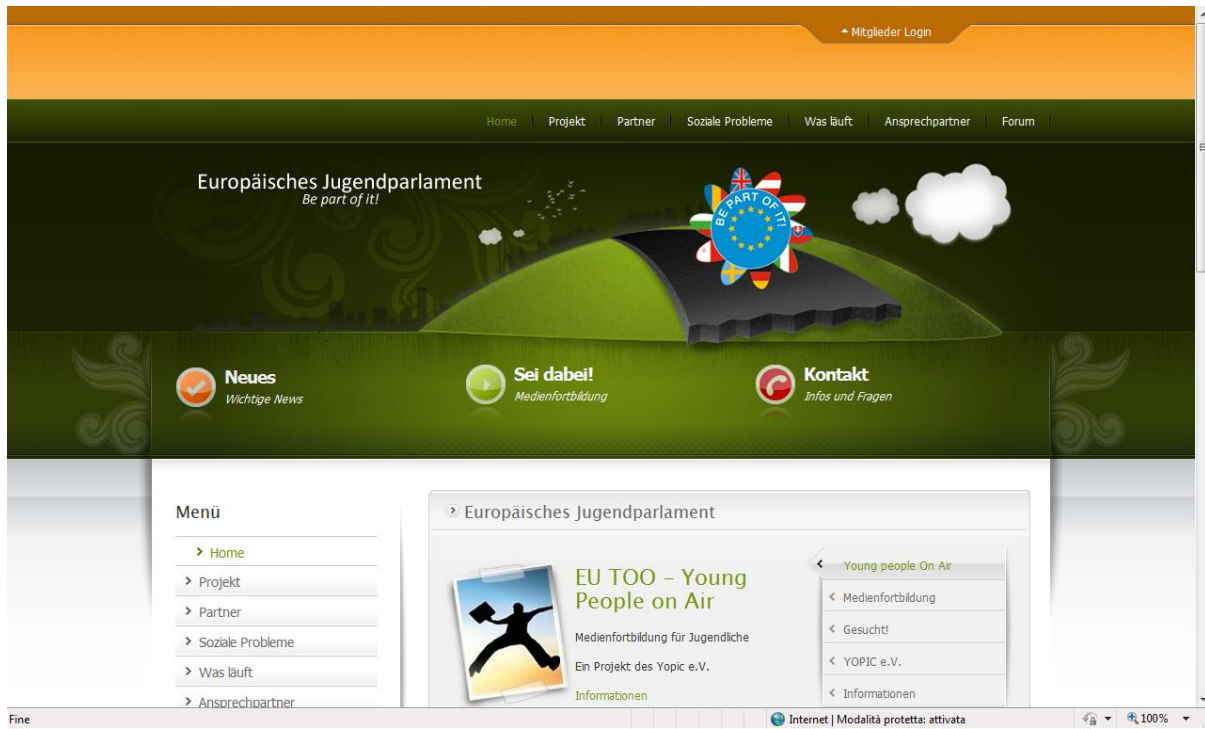 Mitglieder Login
Home Projekt Partner Soziale Probleme Was läuft Ansprechpartner Forum
Europäisches Jugendparlament
Be part of it!
BE PART OF IT!
Neues
Wichtige News
Sei dabei!
Medienfortbildung
Kontakt
Infos und Fragen
Menü
Home
Projekt
Partner
Soziale Probleme
Was läuft
Ansprechpartner
Europäisches Jugendparlament
EU TOO – Young
People on Air
Medienfortbildung für Jugendliche
Ein Projekt des Yopic e.V.
Informationen
Young people On Air
Medienfortbildung
Gesucht!
YOPIC e.V.
Informationen
Fine Internet | Modalità protetta: attivata 100%